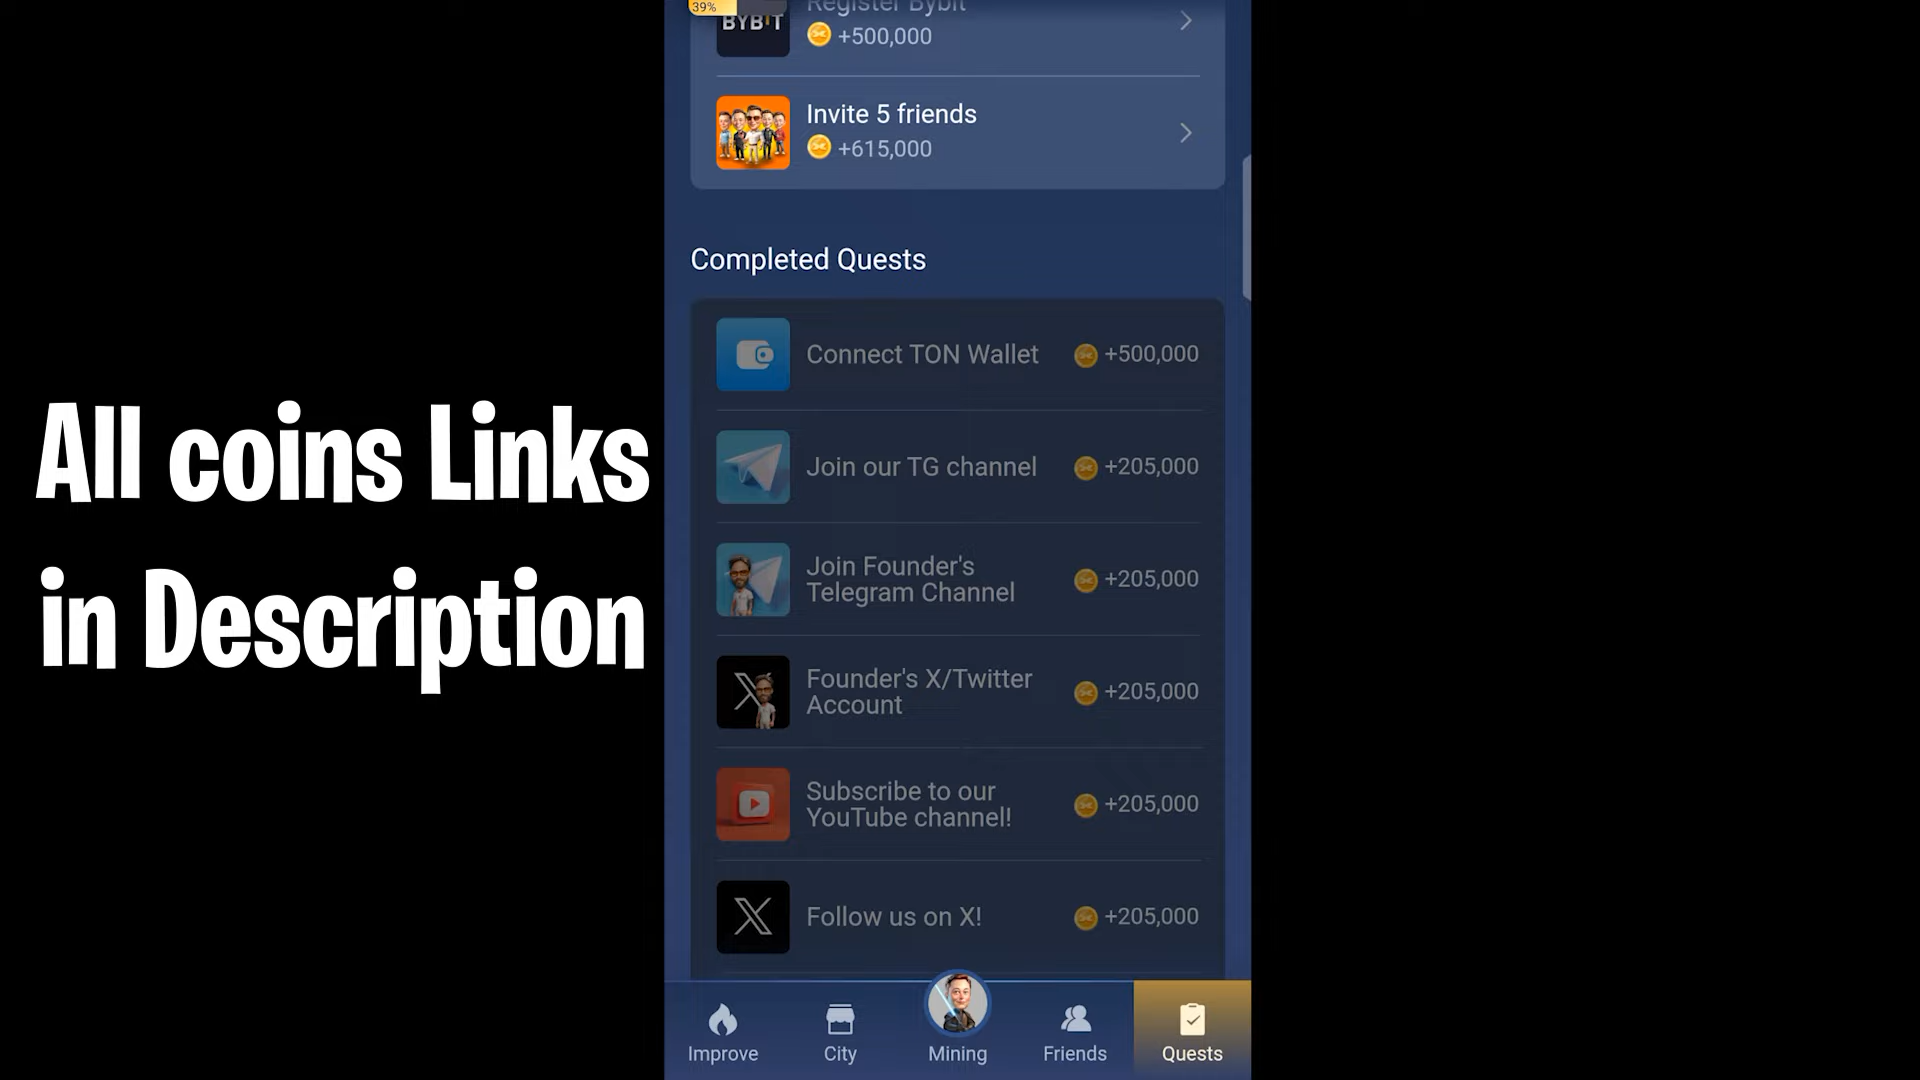 39%
Register Bybit
BYBIT
+500,000
Invite 5 friends
+615,000
Completed Quests
Connect TON Wallet
+500,000
Join our TG channel
+205,000
Join Founder's
Telegram Channel
+205,000
Founder's X/Twitter
Account
+205,000
Subscribe to our
YouTube channel!
+205,000
Follow us on X!
+205,000
Improve
City
Mining
Friends
Quests
All coins Links
in Description